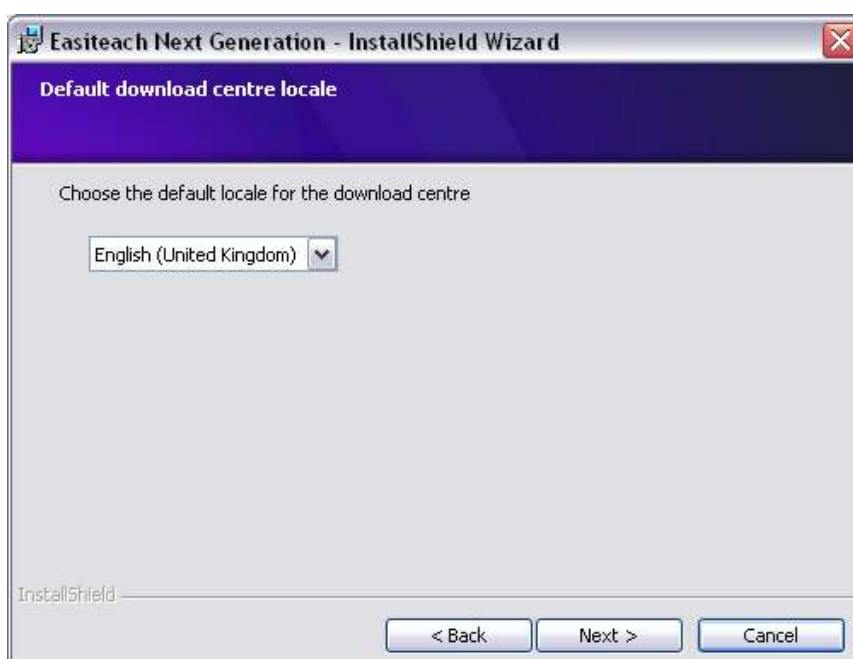 Easiteach Next Generation - InstallShield Wizard
Default download centre locale
Choose the default locale for the download centre
English (United Kingdom)
InstallShield
< Back
Next >
Cancel